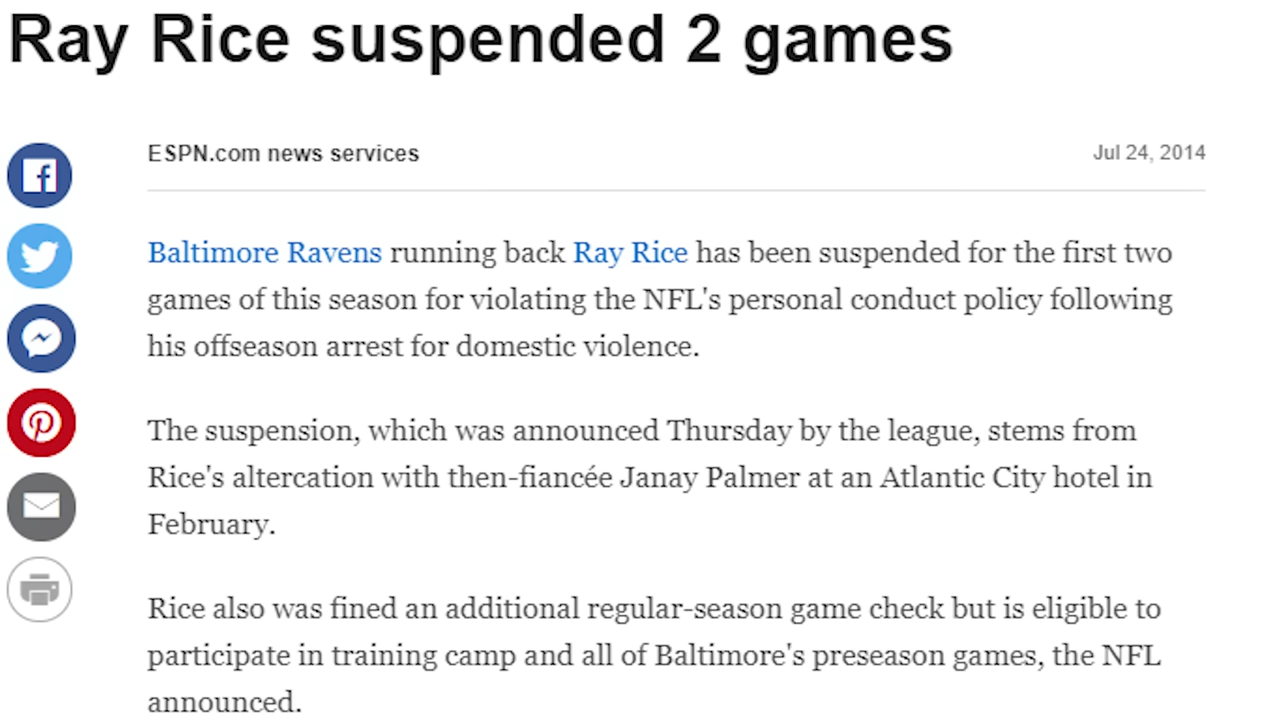 Ray Rice suspended 2 games
ESPN.com news services
Jul 24, 2014
Baltimore Ravens running back Ray Rice has been suspended for the first two
games of this season for violating the NFL's personal conduct policy following
his offseason arrest for domestic violence.
The suspension, which was announced Thursday by the league, stems from
Rice's altercation with then-fiancée Janay Palmer at an Atlantic City hotel in
February.
Rice also was fined an additional regular-season game check but is eligible to
participate in training camp and all of Baltimore's preseason games, the NFL
announced.